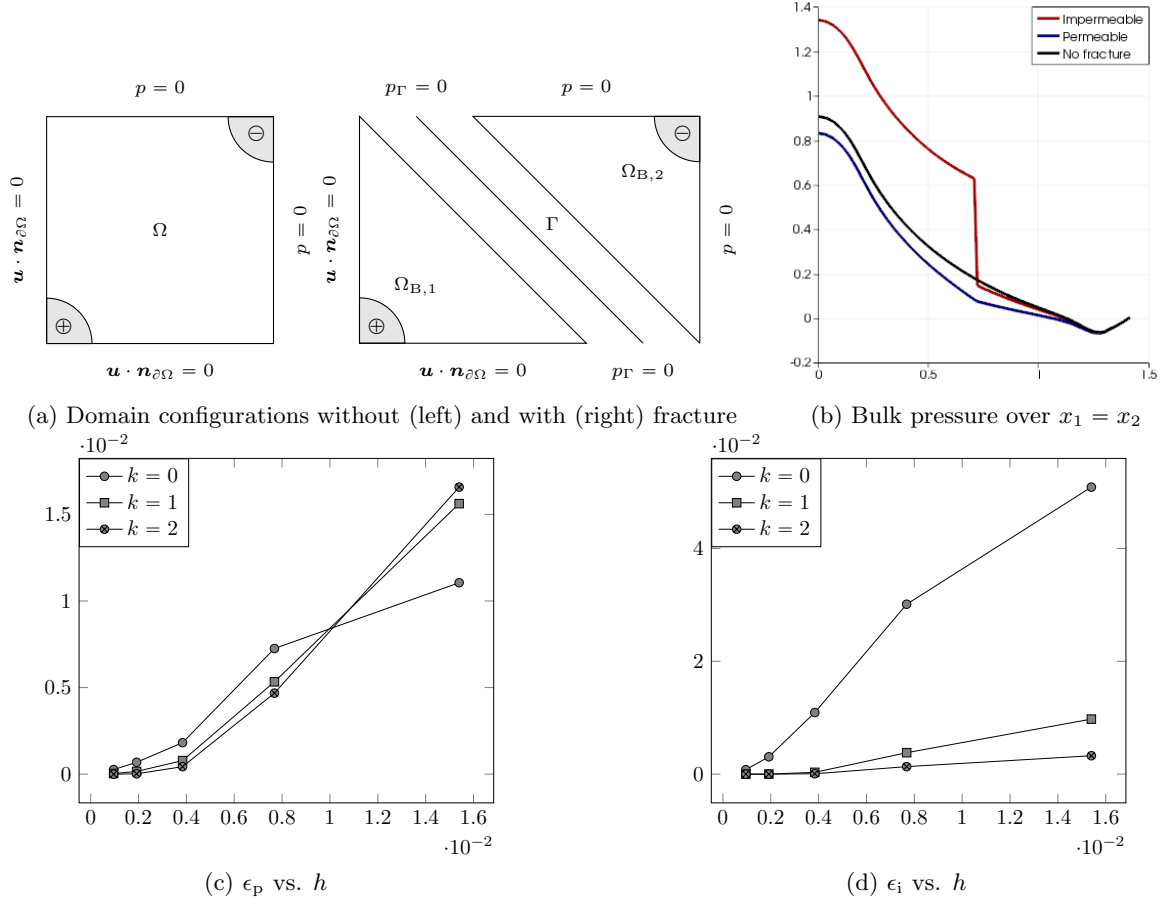 p = 0
pΓ = 0
p = 0
u · n∂Ω = 0
Ω
⊖
⊕
p = 0
u · n∂Ω = 0
ΩB,1
Γ
ΩB,2
⊖
⊕
p = 0
u · n∂Ω = 0
u · n∂Ω = 0
pΓ = 0
(a) Domain configurations without (left) and with (right) fracture
1.4
1.2
1
0.8
0.6
0.4
0.2
0
-0.2
0
0.5
1
1.5
Impermeable
Permeable
No fracture
(b) Bulk pressure over x1 = x2
·10−2
k = 0
k = 1
k = 2
1.5
1
0.5
0
0 0.2 0.4 0.6 0.8 1 1.2 1.4 1.6
·10−2
(c) ϵp vs. h
·10−2
k = 0
k = 1
k = 2
4
2
0
0 0.2 0.4 0.6 0.8 1 1.2 1.4 1.6
·10−2
(d) ϵi vs. h